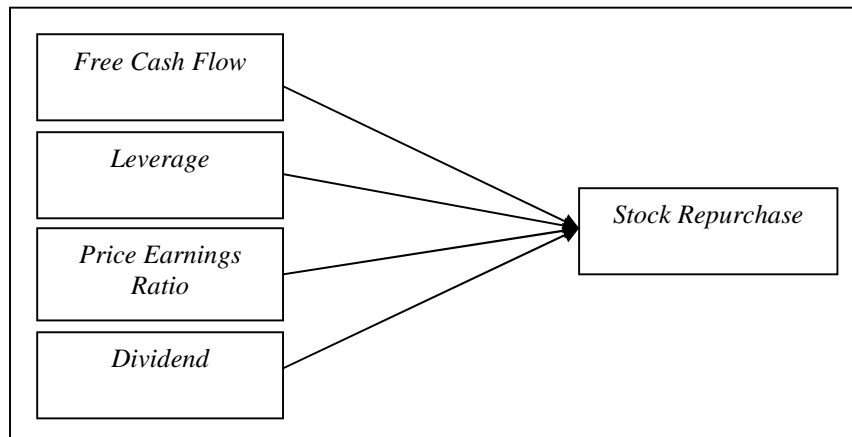 Free Cash Flow
Leverage
Price Earnings
Ratio
Dividend
Stock Repurchase